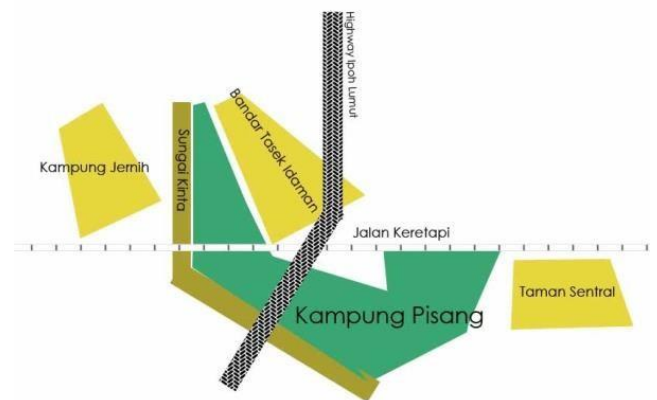 Highway Ipoh Lumut
Bandar Tasek Idaman
Sungai Kinta
Kampung Jernih
Jalan Keretapi
Taman Sentral
Kampung Pisang